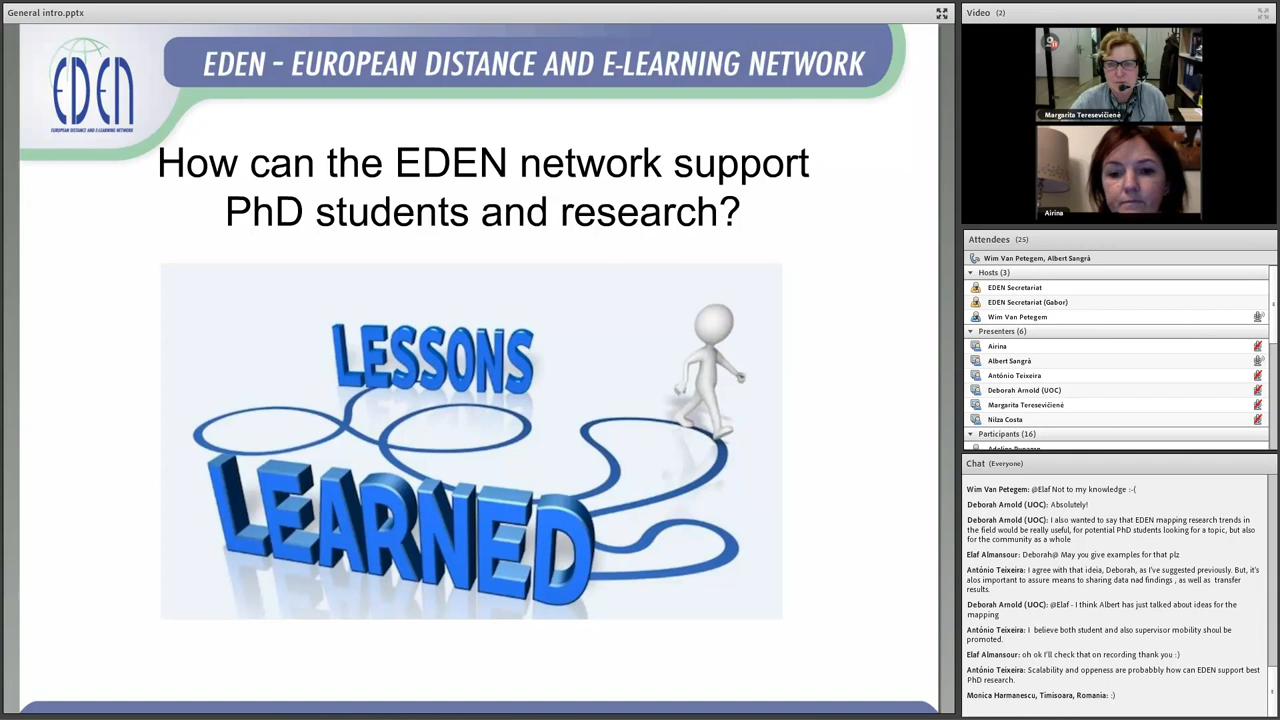 General intro.pptx
EDEN
EUROPEAN DISTANCE AND E-LEARNING NETWORK
EDEN – EUROPEAN DISTANCE AND E-LEARNING NETWORK
How can the EDEN network support
PhD students and research?
LESSONS
LEARNED
Video (2)
Margarita Teresevičienė
Airina
Attendees (25)
Wim Van Petegem, Albert Sangrà
Hosts (3)
EDEN Secretariat
EDEN Secretariat (Gabor)
Wim Van Petegem
Presenters (6)
Airina
Albert Sangrà
António Teixeira
Deborah Arnold (UOC)
Margarita Teresevičienė
Nilza Costa
Participants (16)
Chat (Everyone)
Wim Van Petegem: @Elaf Not to my knowledge :-(
Deborah Arnold (UOC): Absolutely!
Deborah Arnold (UOC): I also wanted to say that EDEN mapping research trends in
the field would be really useful, for potential PhD students looking for a topic, but also
for the community as a whole
Elaf Almansour: Deborah@ May you give examples for that plz
António Teixeira: I agree with that ideia, Deborah, as I've suggested previously. But, it's
alos important to assure means to sharing data nad findings , as well as transfer
results.
Deborah Arnold (UOC): @Elaf - I think Albert has just talked about ideas for the
mapping
António Teixeira: I believe both student and also supervisor mobility shoul be
promoted.
Elaf Almansour: oh ok I'll check that on recording thank you :)
António Teixeira: Scalability and oppeness are probabbly how can EDEN support best
PhD research.
Monica Harmanescu, Timisoara, Romania: :)